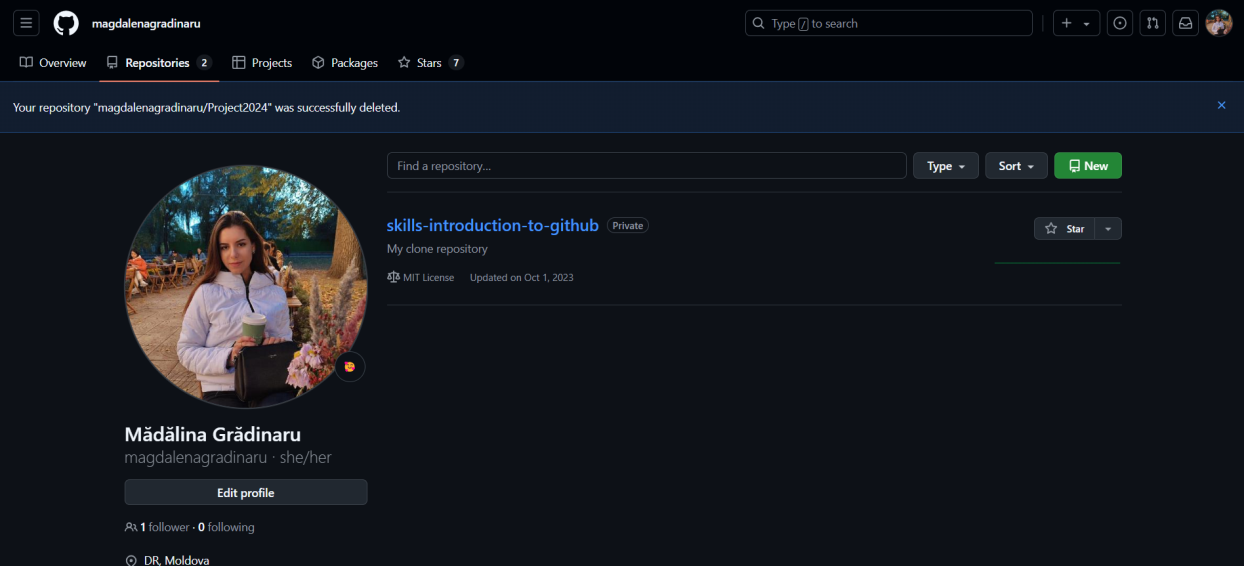 magdalenagradinaru
Type / to search
Overview Repositories 2 Projects Packages Stars 7
Your repository "magdalenagradinaru/Project2024" was successfully deleted.
Find a repository... Type Sort New
skills-introduction-to-github Private Star
My clone repository
MIT License Updated on Oct 1, 2023
Mădălina Grădinaru
magdalenagradinaru · she/her
Edit profile
1 follower · 0 following
DR, Moldova